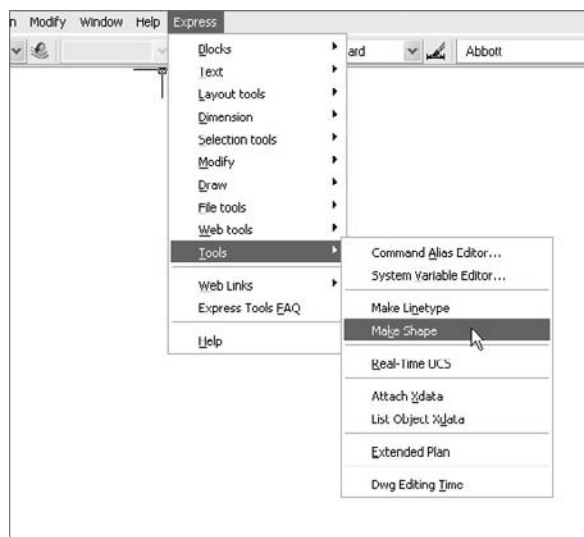 n Modify Window Help Express
ard Abbott
Blocks
Text
Layout tools
Dimension
Selection tools
Modify
Draw
File tools
Web tools
Tools
Web Links
Express Tools FAQ
Help
Command Alias Editor...
System Variable Editor...
Make Linetype
Make Shape
Real-Time UCS
Attach Xdata
List Object Xdata
Extended Plan
Dwg Editing Time